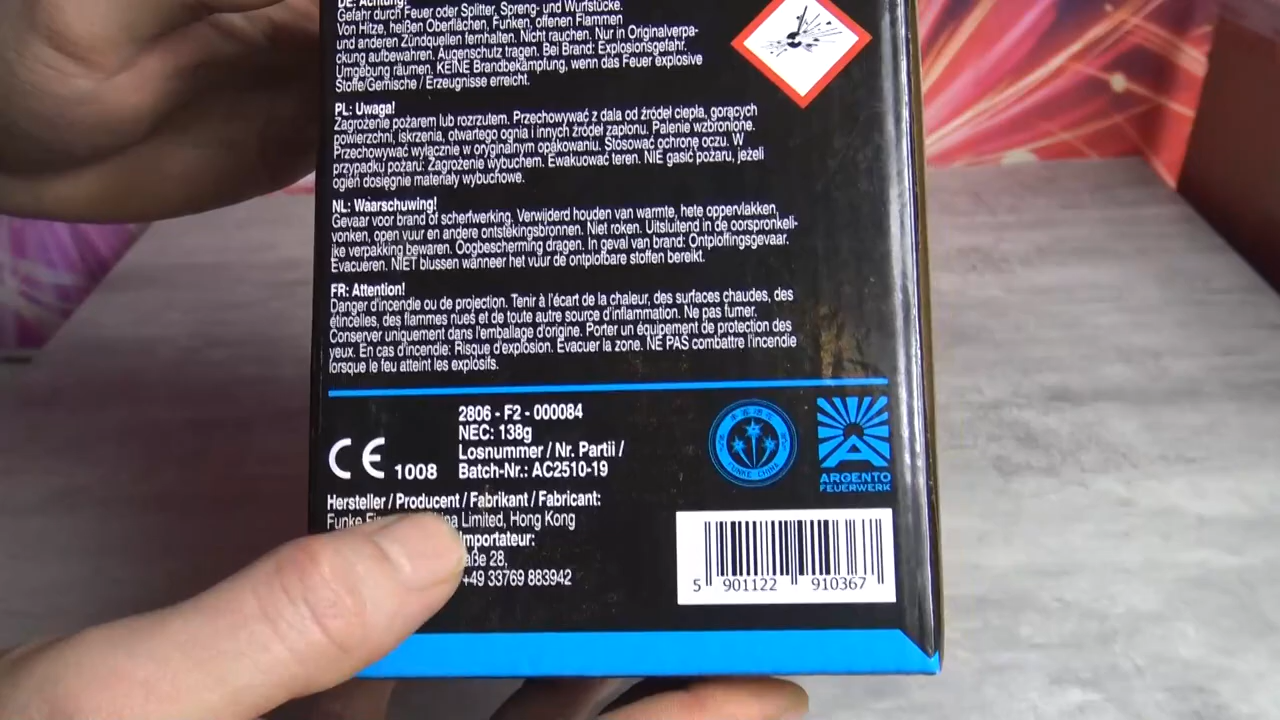 DE: Achtung!
Gefahr durch Feuer oder Splitter, Spreng- und Wurfstücke.
Von Hitze, heißen Oberflächen, Funken, offenen Flammen
und anderen Zündquellen fernhalten. Nicht rauchen. Nur in Originalverpa-
ckung aufbewahren. Augenschutz tragen. Bei Brand: Explosionsgefahr.
Umgebung räumen. KEINE Brandbekämpfung, wenn das Feuer explosive
Stoffe/Gemische / Erzeugnisse erreicht.
PL: Uwaga!
Zagrożenie pożarem lub rozrzutem. Przechowywać z dala od źródeł ciepła, gorących
powierzchni, iskrzenia, otwartego ognia i innych źródeł zapłonu. Palenie wzbronione.
Przechowywać wyłącznie w oryginalnym opakowaniu. Stosować ochronę oczu. W
przypadku pożaru: Zagrożenie wybuchem. Ewakuować teren. NIE gasić pożaru, jeżeli
ogień dosięgnie materiały wybuchowe.
NL: Waarschuwing!
Gevaar voor brand of scherfwerking. Verwijderd houden van warmte, hete oppervlakken,
vonken, open vuur en andere ontstekingsbronnen. Niet roken. Uitsluitend in de oorspronkeli-
jke verpakking bewaren. Oogbescherming dragen. In geval van brand: Ontploffingsgevaar.
Evacueren. NIET blussen wanneer het vuur de ontplofbare stoffen bereikt.
FR: Attention!
Danger d'incendie ou de projection. Tenir à l'écart de la chaleur, des surfaces chaudes, des
étincelles, des flammes nues et de toute autre source d'inflammation. Ne pas fumer.
Conserver uniquement dans l'emballage d'origine. Porter un équipement de protection des
yeux. En cas d'incendie: Risque d'explosion. Évacuer la zone. NE PAS combattre l'incendie
lorsque le feu atteint les explosifs.
CE 1008
2806 - F2 - 000084
NEC: 138g
Losnummer / Nr. Partii /
Batch-Nr.: AC2510-19
FUNKE CHINA
ARGENTO
FEUERWERK
Hersteller / Producent / Fabrikant / Fabricant:
Funke Limited, Hong Kong
Importateur:
aße 28,
+49 33769 883942
5 901122 910367